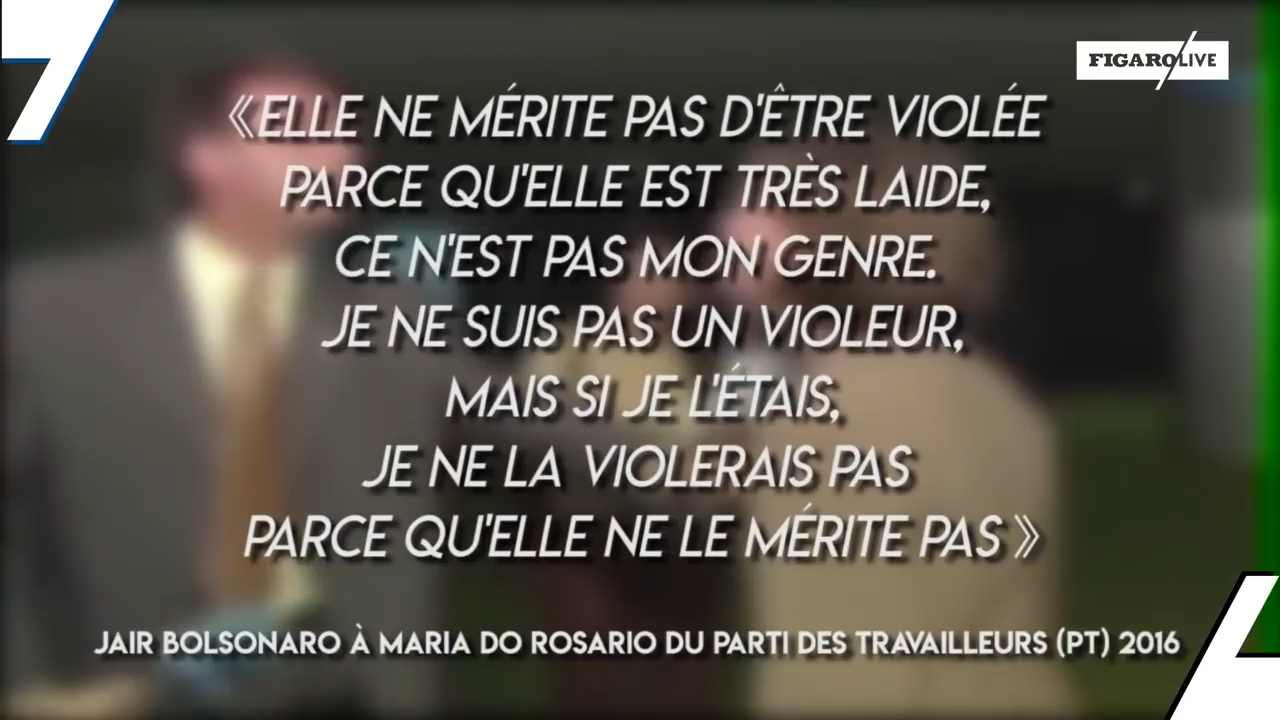 FIGAROLIVE
«ELLE NE MÉRITE PAS D'ÊTRE VIOLÉE
PARCE QU'ELLE EST TRÈS LAIDE,
CE N'EST PAS MON GENRE.
JE NE SUIS PAS UN VIOLEUR,
MAIS SI JE L'ÉTAIS,
JE NE LA VIOLERAIS PAS
PARCE QU'ELLE NE LE MÉRITE PAS»
JAIR BOLSONARO À MARIA DO ROSARIO DU PARTI DES TRAVAILLEURS (PT) 2016